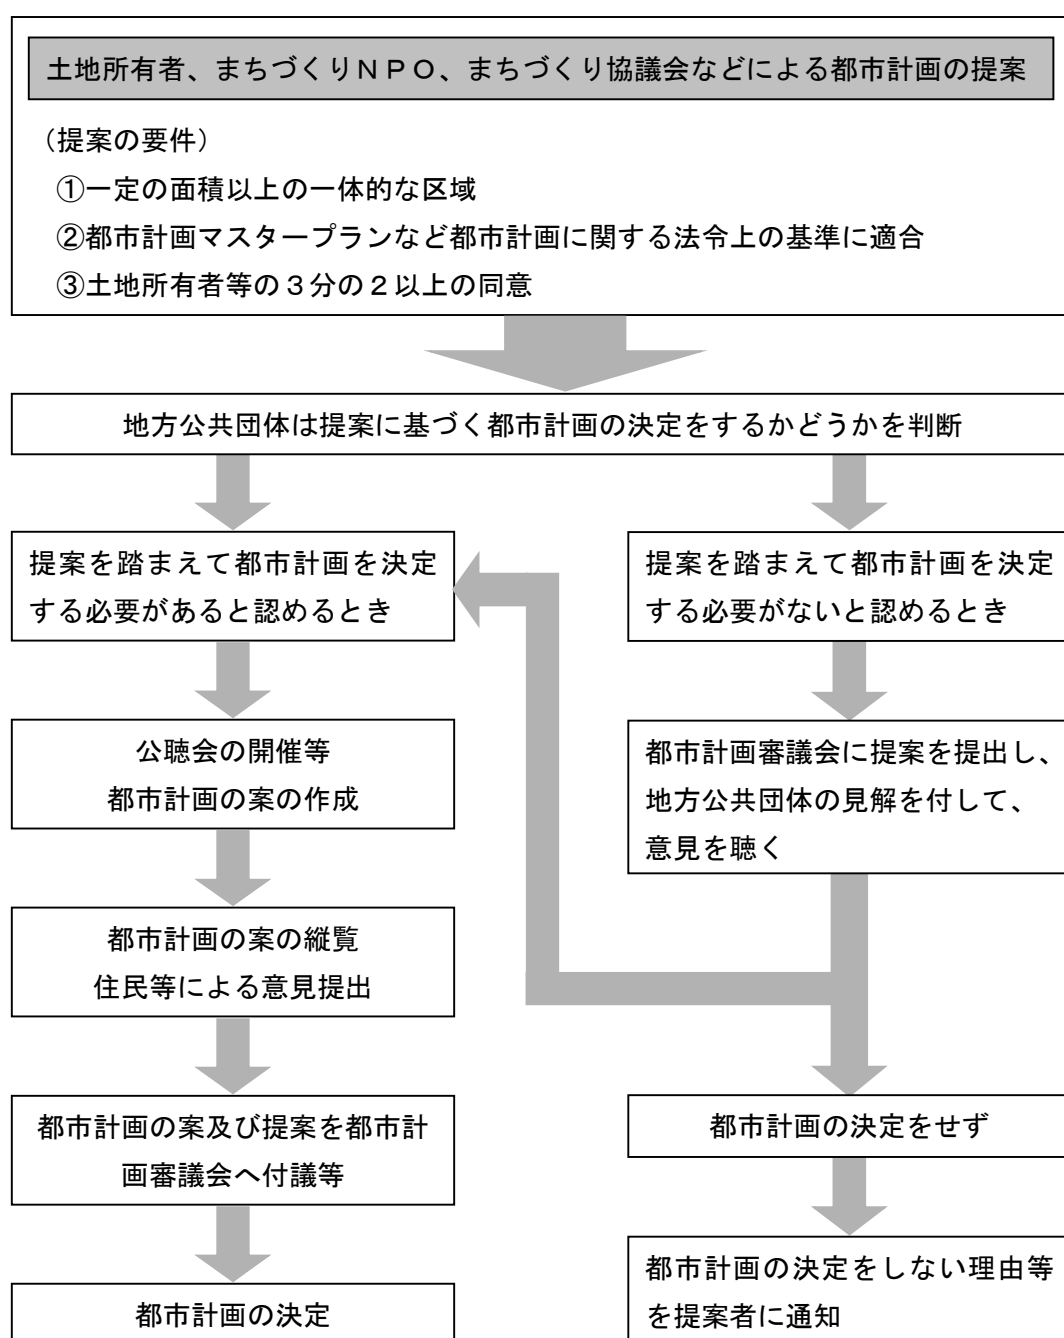 土地所有者、まちづくりＮＰＯ、まちづくり協議会などによる都市計画の提案
（提案の要件）
①一定の面積以上の一体的な区域
②都市計画マスタープランなど都市計画に関する法令上の基準に適合
③土地所有者等の３分の２以上の同意
地方公共団体は提案に基づく都市計画の決定をするかどうかを判断
提案を踏まえて都市計画を決定
する必要があると認めるとき
公聴会の開催等
都市計画の案の作成
都市計画の案の縦覧
住民等による意見提出
都市計画の案及び提案を都市計
画審議会へ付議等
都市計画の決定
提案を踏まえて都市計画を決定
する必要がないと認めるとき
都市計画審議会に提案を提出し、
地方公共団体の見解を付して、
意見を聴く
都市計画の決定をせず
都市計画の決定をしない理由等
を提案者に通知